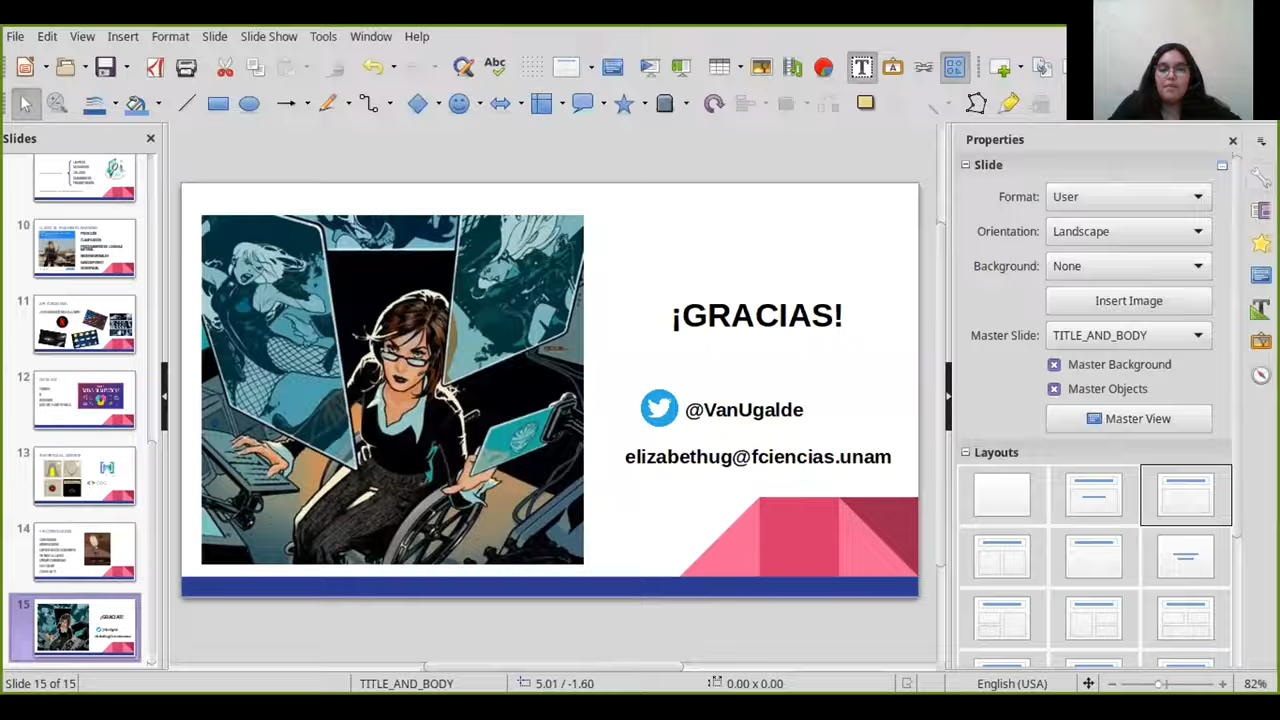 File Edit View Insert Format Slide Slide Show Tools Window Help
Abc
Slides
Properties
Slide
Format: User
Orientation: Landscape
Background: None
Insert Image
Master Slide: TITLE_AND_BODY
Master Background
Master Objects
Master View
Layouts
10
11
12
13
14
15
¡GRACIAS!
@VanUgalde
elizabethug@fciencias.unam
Slide 15 of 15
TITLE_AND_BODY
5.01 / -1.60
0.00 x 0.00
English (USA)
82%